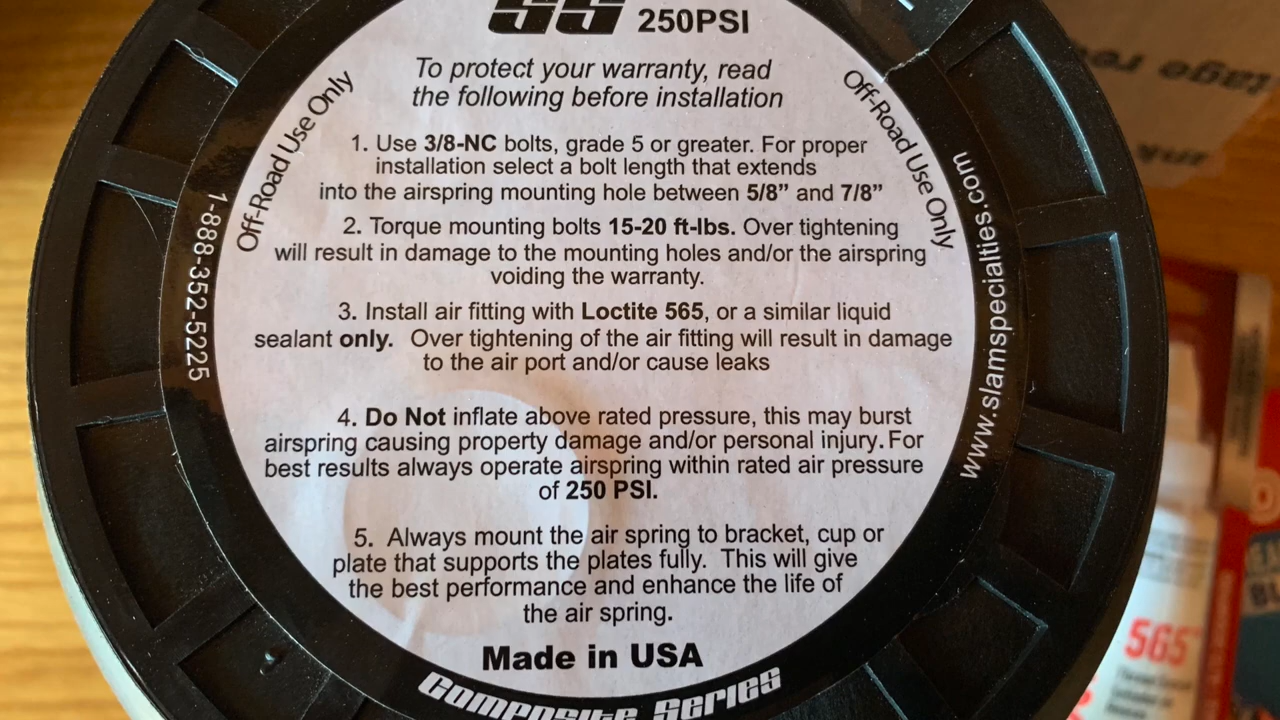 SS 250PSI
To protect your warranty, read
the following before installation
Off-Road Use Only
Off-Road Use Only
1. Use 3/8-NC bolts, grade 5 or greater. For proper
installation select a bolt length that extends
into the airspring mounting hole between 5/8” and 7/8”
2. Torque mounting bolts 15-20 ft-lbs. Over tightening
will result in damage to the mounting holes and/or the airspring
voiding the warranty.
3. Install air fitting with Loctite 565, or a similar liquid
sealant only. Over tightening of the air fitting will result in damage
to the air port and/or cause leaks
4. Do Not inflate above rated pressure, this may burst
airspring causing property damage and/or personal injury. For
best results always operate airspring within rated air pressure
of 250 PSI.
5. Always mount the air spring to bracket, cup or
plate that supports the plates fully. This will give
the best performance and enhance the life of
the air spring.
Made in USA
Composite Series
1-888-352-5225
www.slamspecialties.com
565